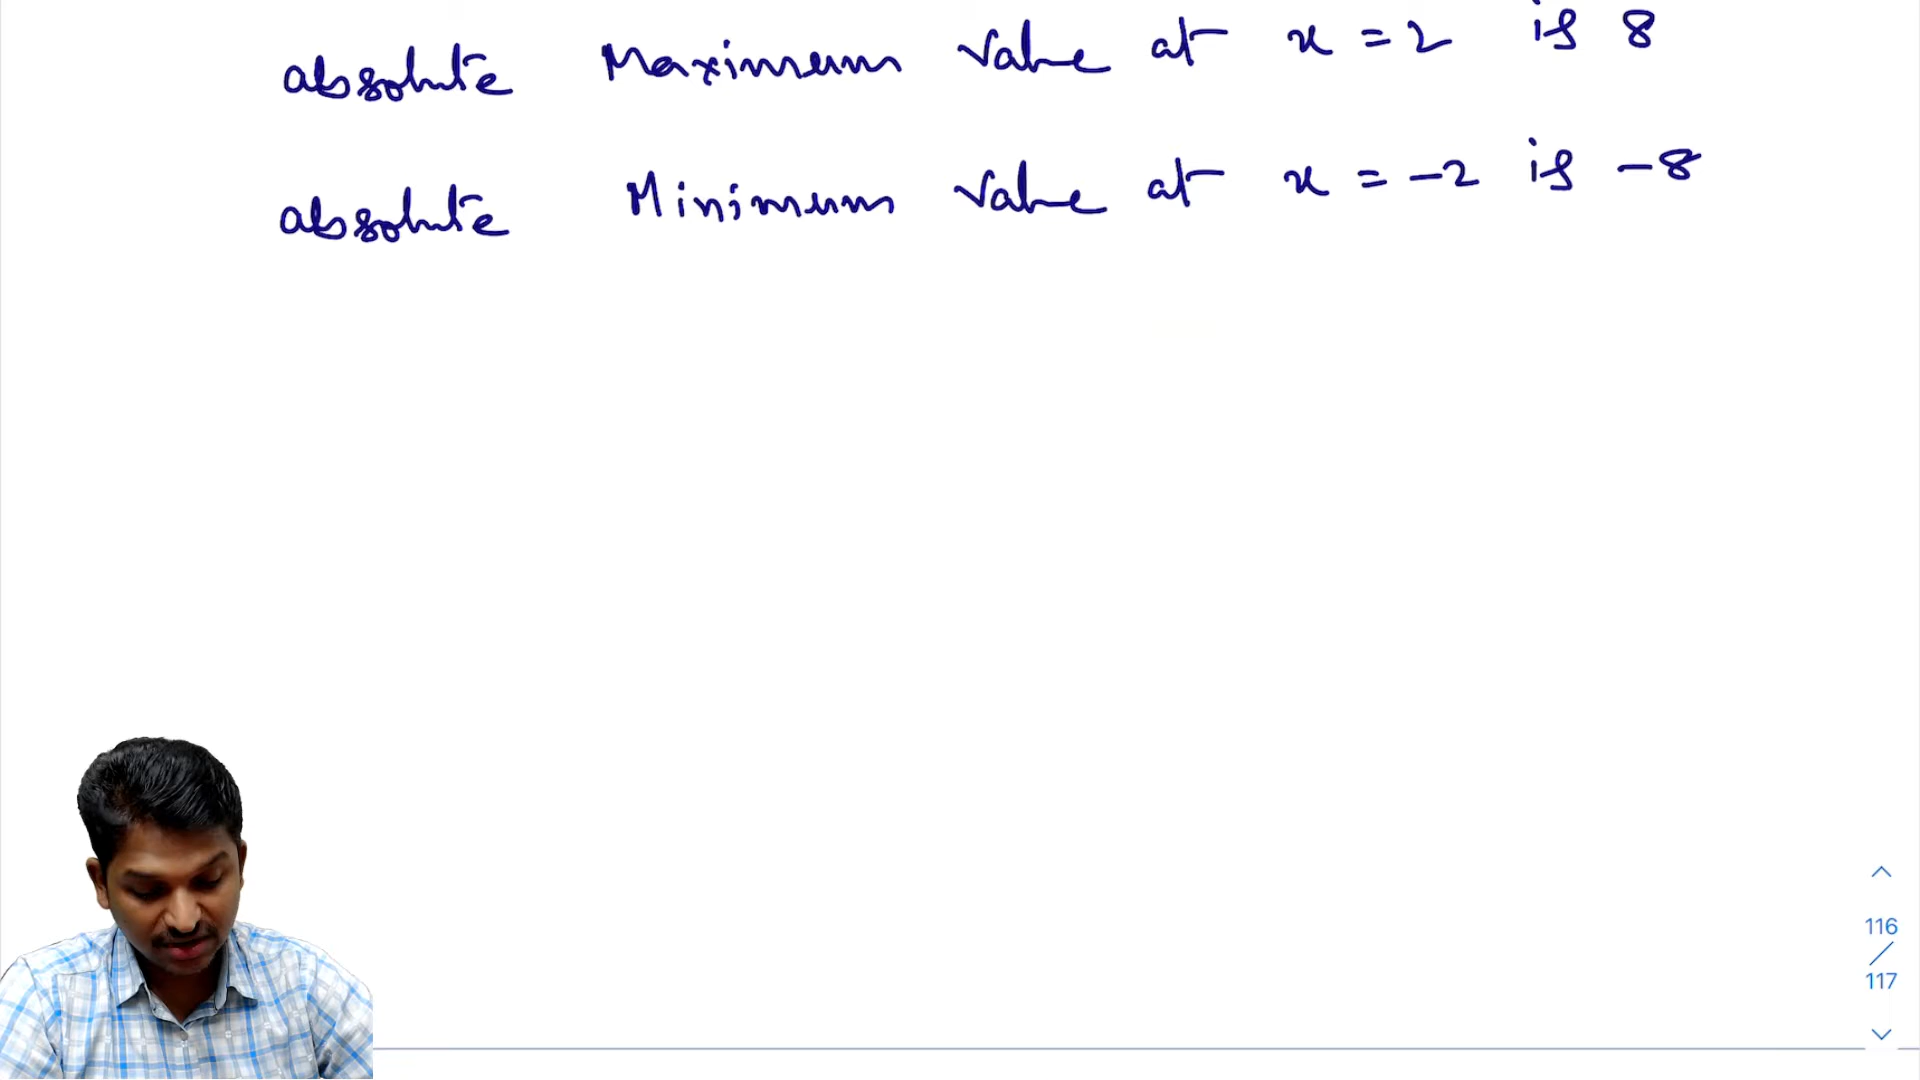 absolute Maximum value at x = 2 is 8
absolute Minimum value at x = -2 is -8
116
/
117